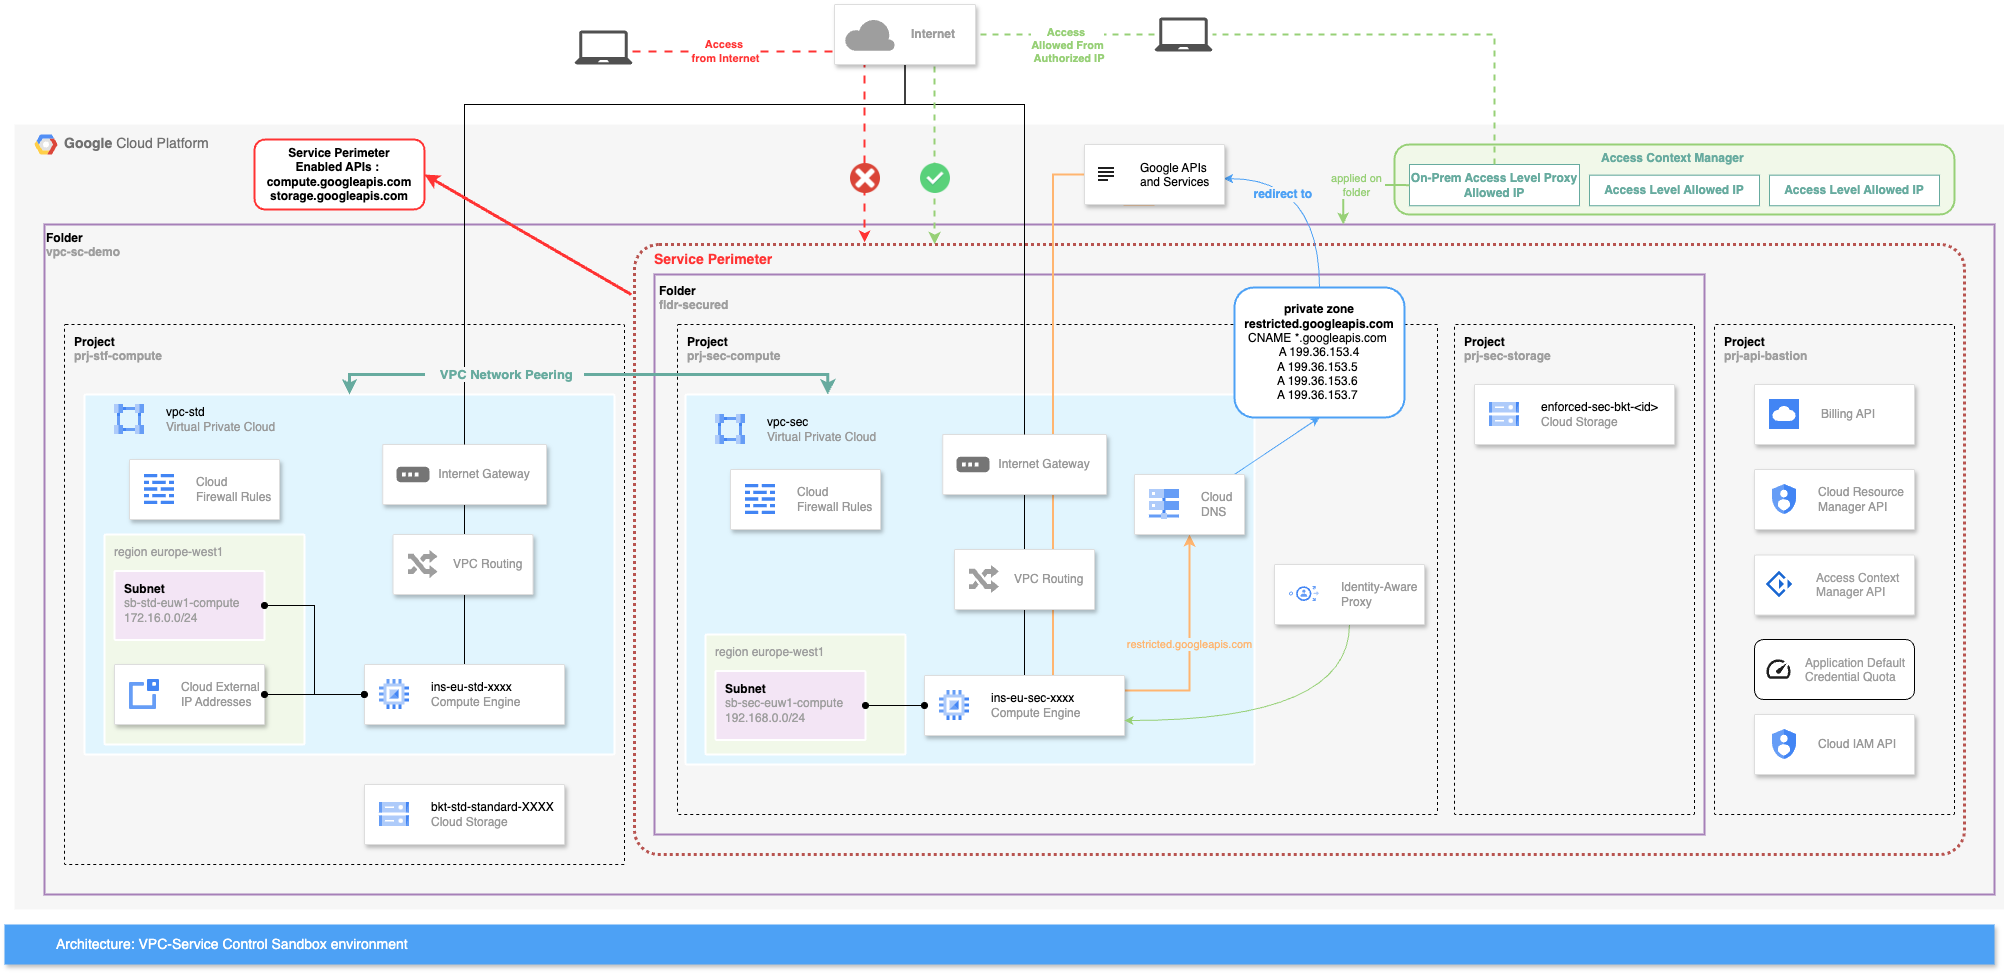 Internet
Access
from Internet
Access
Allowed From
Authorized IP
Google Cloud Platform
Service Perimeter
Enabled APIs :
compute.googleapis.com
storage.googleapis.com
Google APIs
and Services
redirect to
applied on
folder
Access Context Manager
On-Prem Access Level Proxy
Allowed IP
Access Level Allowed IP
Access Level Allowed IP
Folder
vpc-sc-demo
Service Perimeter
Folder
fldr-secured
Project
prj-stf-compute
VPC Network Peering
vpc-std
Virtual Private Cloud
Cloud
Firewall Rules
Internet Gateway
VPC Routing
region europe-west1
Subnet
sb-std-euw1-compute
172.16.0.0/24
Cloud External
IP Addresses
ins-eu-std-xxxx
Compute Engine
bkt-std-standard-XXXX
Cloud Storage
Project
prj-sec-compute
vpc-sec
Virtual Private Cloud
Cloud
Firewall Rules
Internet Gateway
VPC Routing
Cloud
DNS
region europe-west1
Subnet
sb-sec-euw1-compute
192.168.0.0/24
ins-eu-sec-xxxx
Compute Engine
restricted.googleapis.com
private zone
restricted.googleapis.com
CNAME *.googleapis.com
A 199.36.153.4
A 199.36.153.5
A 199.36.153.6
A 199.36.153.7
Identity-Aware
Proxy
Project
prj-sec-storage
enforced-sec-bkt-<id>
Cloud Storage
Project
prj-api-bastion
Billing API
Cloud Resource
Manager API
Access Context
Manager API
Application Default
Credential Quota
Cloud IAM API
Architecture: VPC-Service Control Sandbox environment